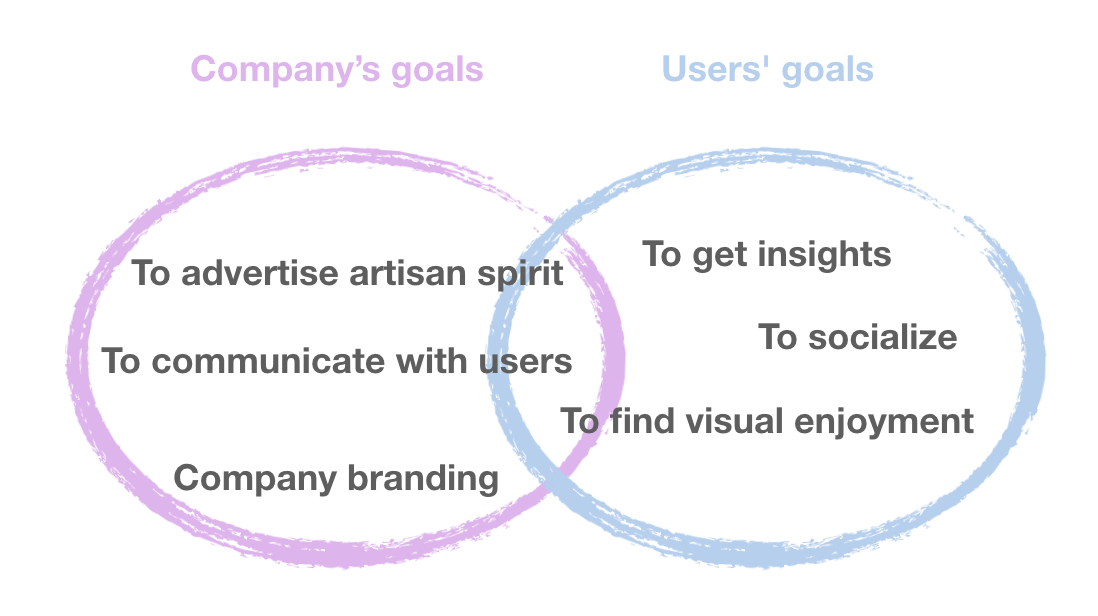 Company’s goals
Users' goals
To advertise artisan spirit
To communicate with users
Company branding
To get insights
To socialize
To find visual enjoyment